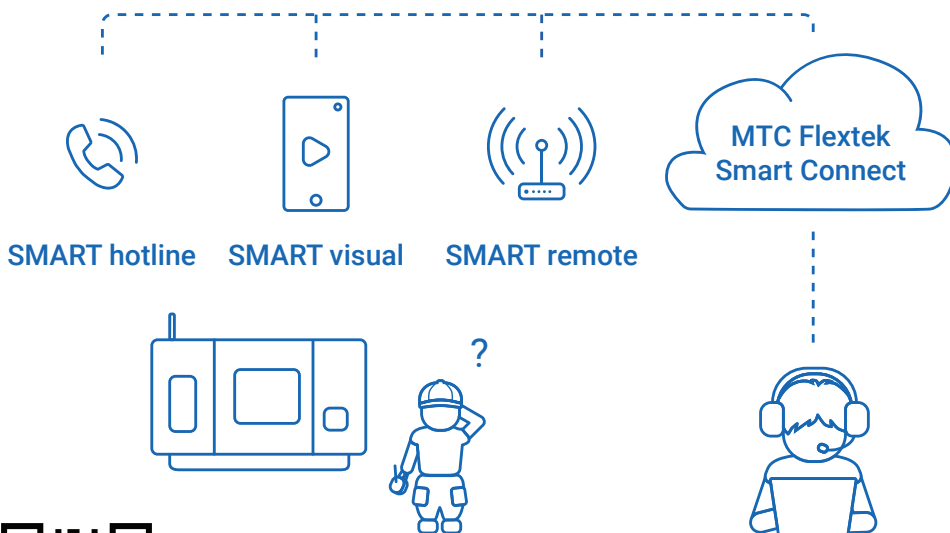 MTC Flextek
Smart Connect
SMART hotline
SMART visual
SMART remote
?